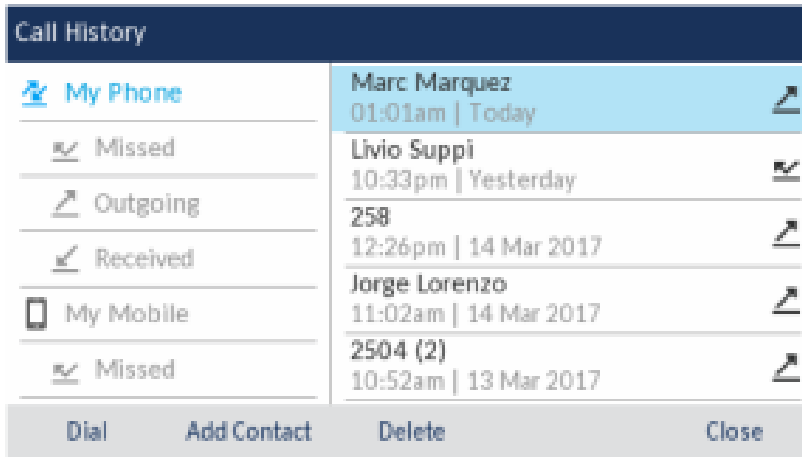 Call History
My Phone
Missed
Outgoing
Received
My Mobile
Missed
Marc Marquez
01:01am | Today
Livio Suppi
10:33pm | Yesterday
258
12:26pm | 14 Mar 2017
Jorge Lorenzo
11:02am | 14 Mar 2017
2504 (2)
10:52am | 13 Mar 2017
Dial Add Contact Delete Close